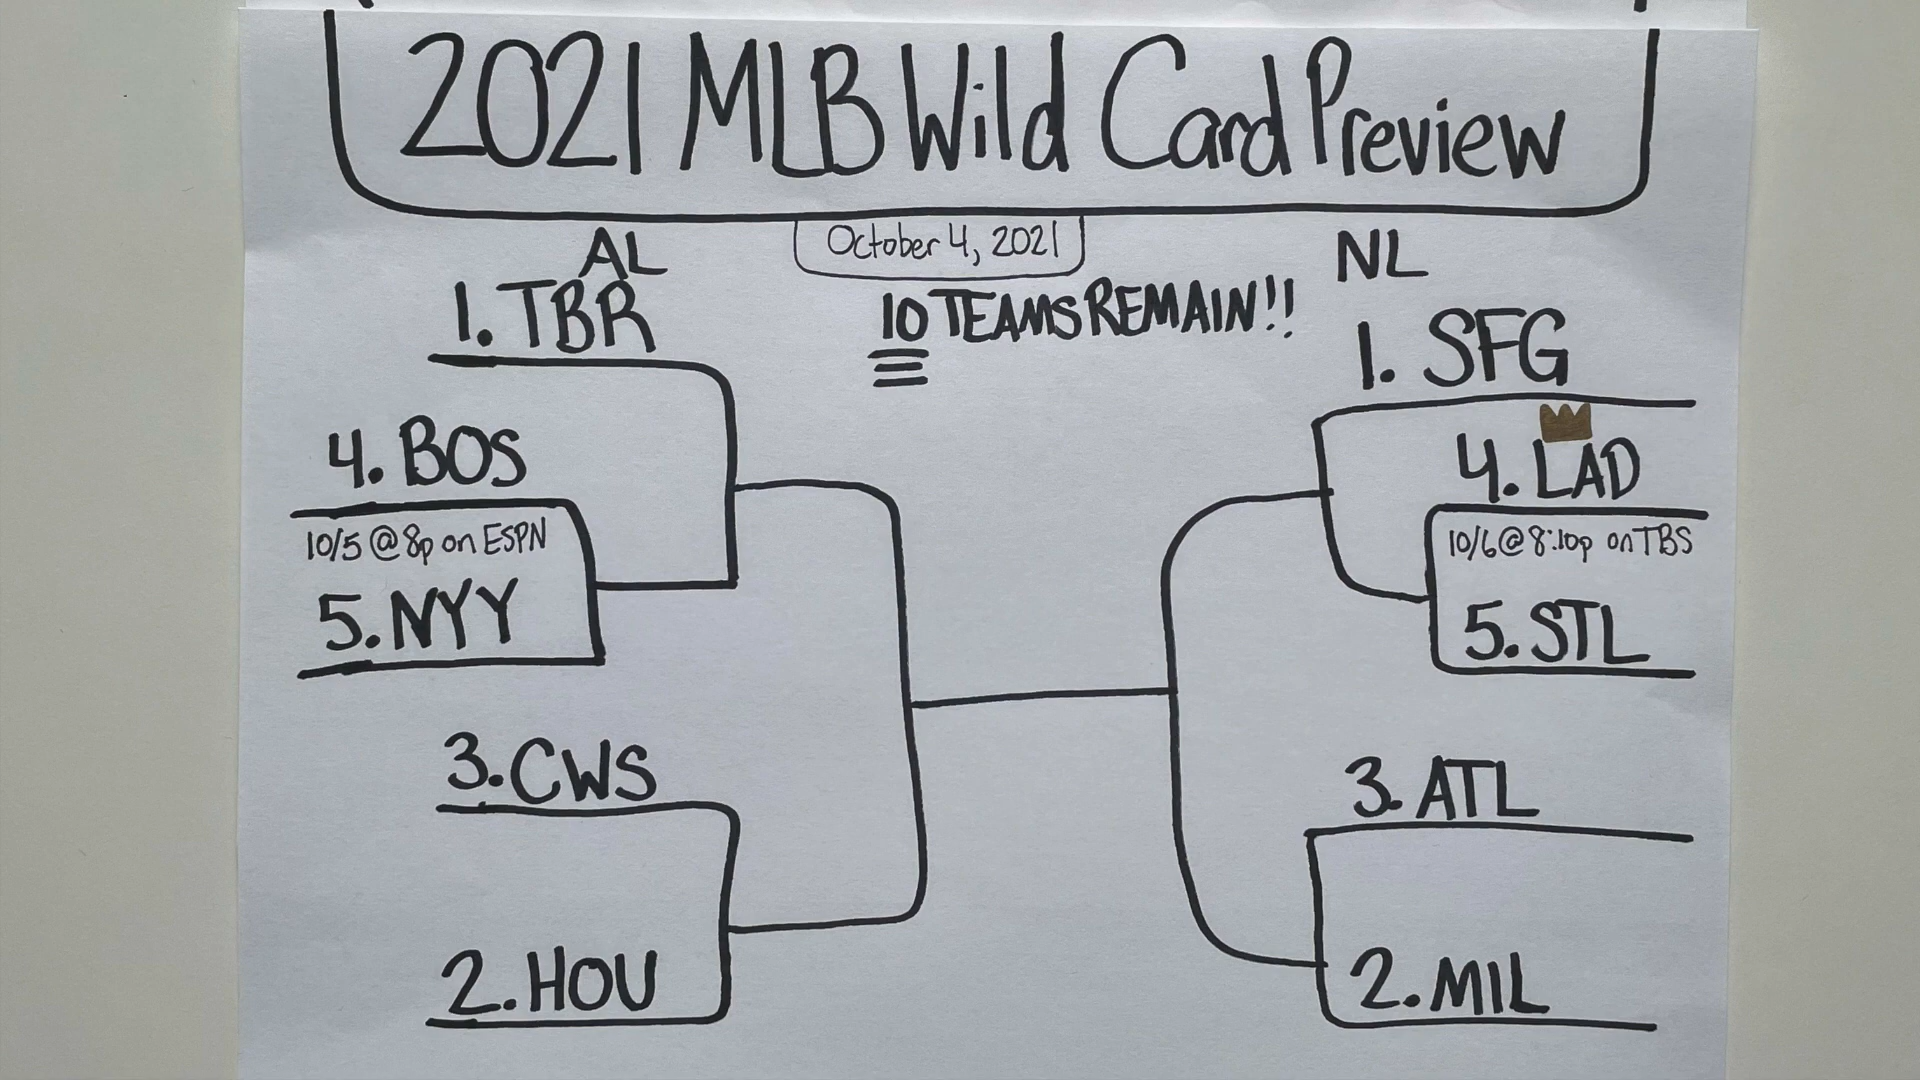 2021 MLB Wild Card Preview
October 4, 2021
10 TEAMS REMAIN!!
AL
1. TBR
4. BOS
10/5 @ 8p on ESPN
5. NYY
3. CWS
2. HOU
NL
1. SFG
4. LAD
10/6 @ 8:10p on TBS
5. STL
3. ATL
2. MIL